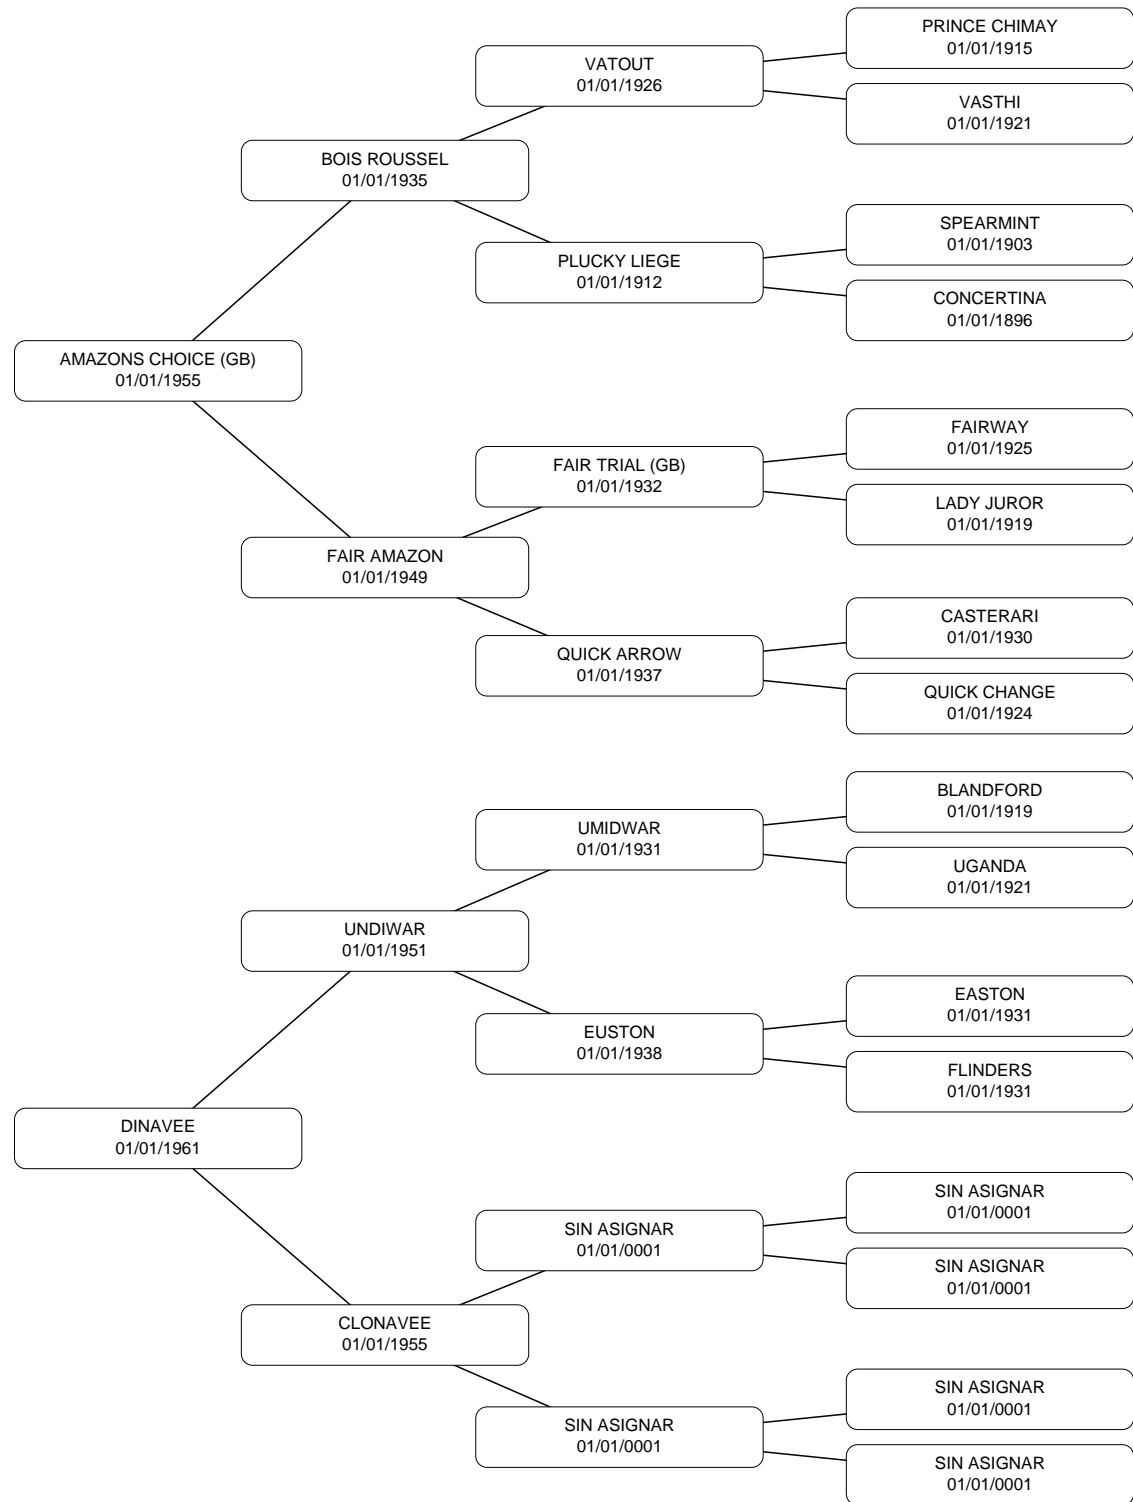 PRINCE CHIMAY
01/01/1915
VATOUT
01/01/1926
VASTHI
01/01/1921
BOIS ROUSSEL
01/01/1935
SPEARMINT
01/01/1903
PLUCKY LIEGE
01/01/1912
CONCERTINA
01/01/1896
AMAZONS CHOICE (GB)
01/01/1955
FAIRWAY
01/01/1925
FAIR TRIAL (GB)
01/01/1932
LADY JUROR
01/01/1919
FAIR AMAZON
01/01/1949
CASTERARI
01/01/1930
QUICK ARROW
01/01/1937
QUICK CHANGE
01/01/1924
BLANDFORD
01/01/1919
UMIDWAR
01/01/1931
UGANDA
01/01/1921
UNDIWAR
01/01/1951
EASTON
01/01/1931
EUSTON
01/01/1938
FLINDERS
01/01/1931
DINAVEE
01/01/1961
SIN ASIGNAR
01/01/0001
SIN ASIGNAR
01/01/0001
SIN ASIGNAR
01/01/0001
CLONAVEE
01/01/1955
SIN ASIGNAR
01/01/0001
SIN ASIGNAR
01/01/0001
SIN ASIGNAR
01/01/0001